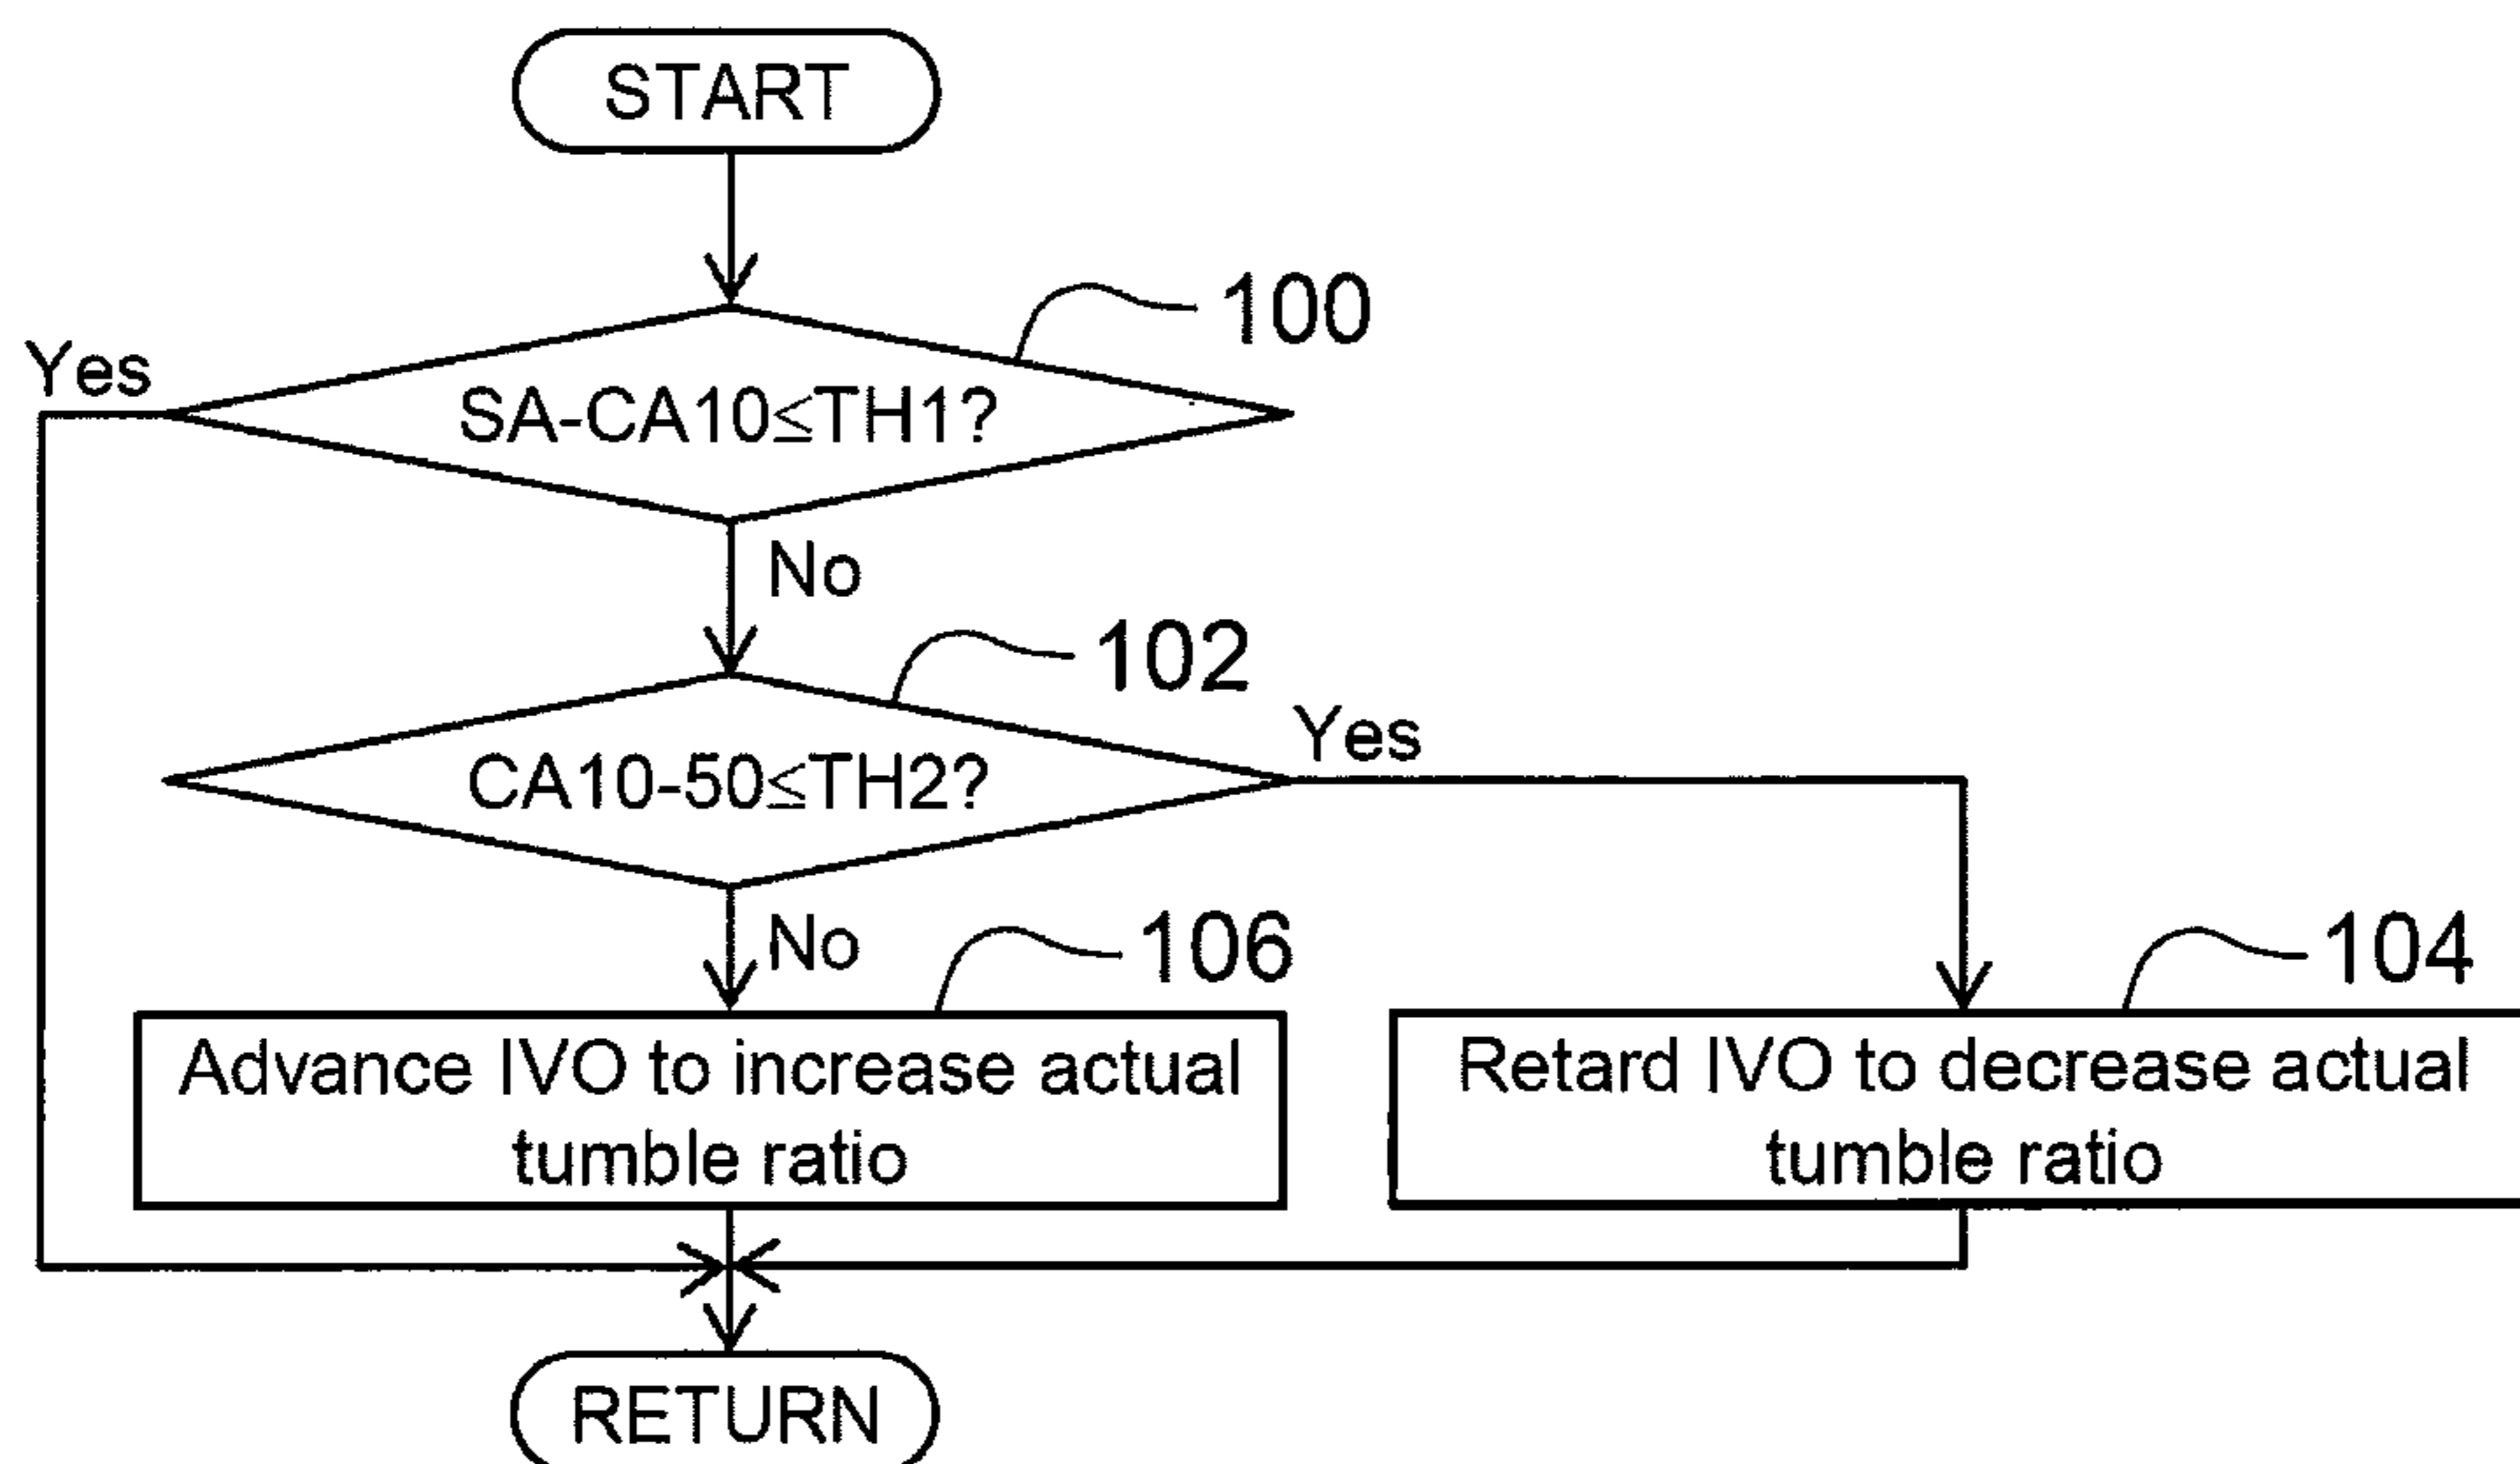 START
100
Yes
SA-CA10≦TH1?
No
102
Yes
CA10-50≦TH2?
No
106
104
Advance IVO to increase actual
tumble ratio
Retard IVO to decrease actual
tumble ratio
RETURN